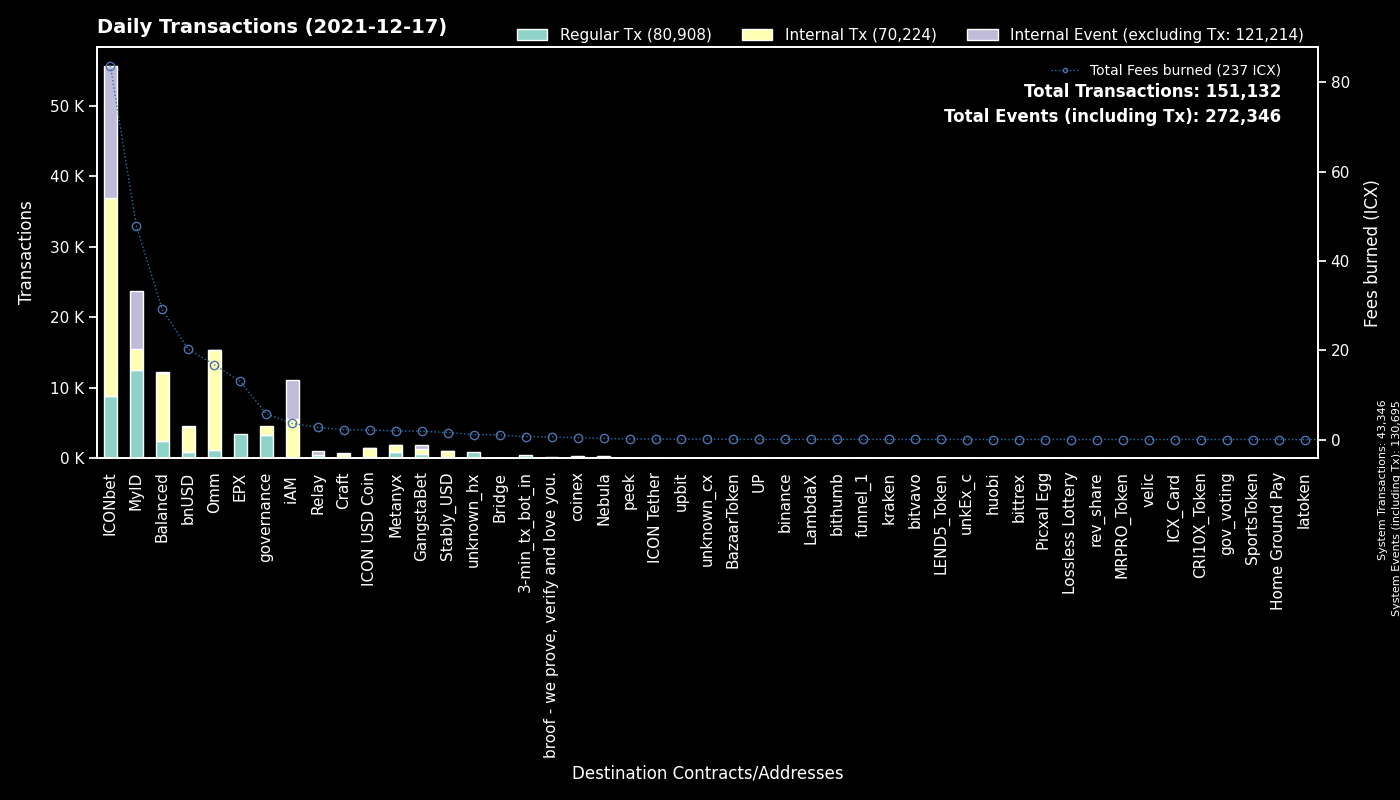 Daily Transactions (2021-12-17)
Regular Tx (80,908)
Internal Tx (70,224)
Internal Event (excluding Tx: 121,214)
Total Fees burned (237 ICX)
Total Transactions: 151,132
Total Events (including Tx): 272,346
Transactions
50 K
40 K
30 K
20 K
10 K
0 K
80
60
40
20
0
Fees burned (ICX)
System Transactions: 43,346
System Events (including Tx): 130,695
ICONbet
MyID
Balanced
bnUSD
Omm
EPX
governance
iAM
Relay
Craft
ICON USD Coin
Metanyx
GangstaBet
Stably_USD
unknown_hx
Bridge
3-min_tx_bot_in
broof - we prove, verify and love you.
coinex
Nebula
peek
ICON Tether
upbit
unknown_cx
BazaarToken
UP
binance
LambdaX
bithumb
funnel_1
kraken
bitvavo
LEND5_Token
unkEx_c
huobi
bittrex
Picxal Egg
Lossless Lottery
rev_share
MRPRO_Token
velic
ICX_Card
CRI10X_Token
gov_voting
SportsToken
Home Ground Pay
latoken
Destination Contracts/Addresses